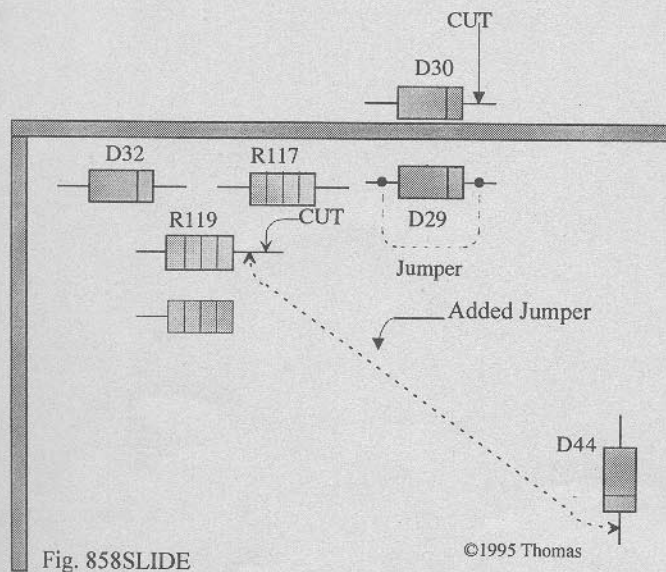 CUT
D30
D32
R117
R119
CUT
D29
Jumper
Added Jumper
D44
©1995 Thomas
Fig. 858SLIDE